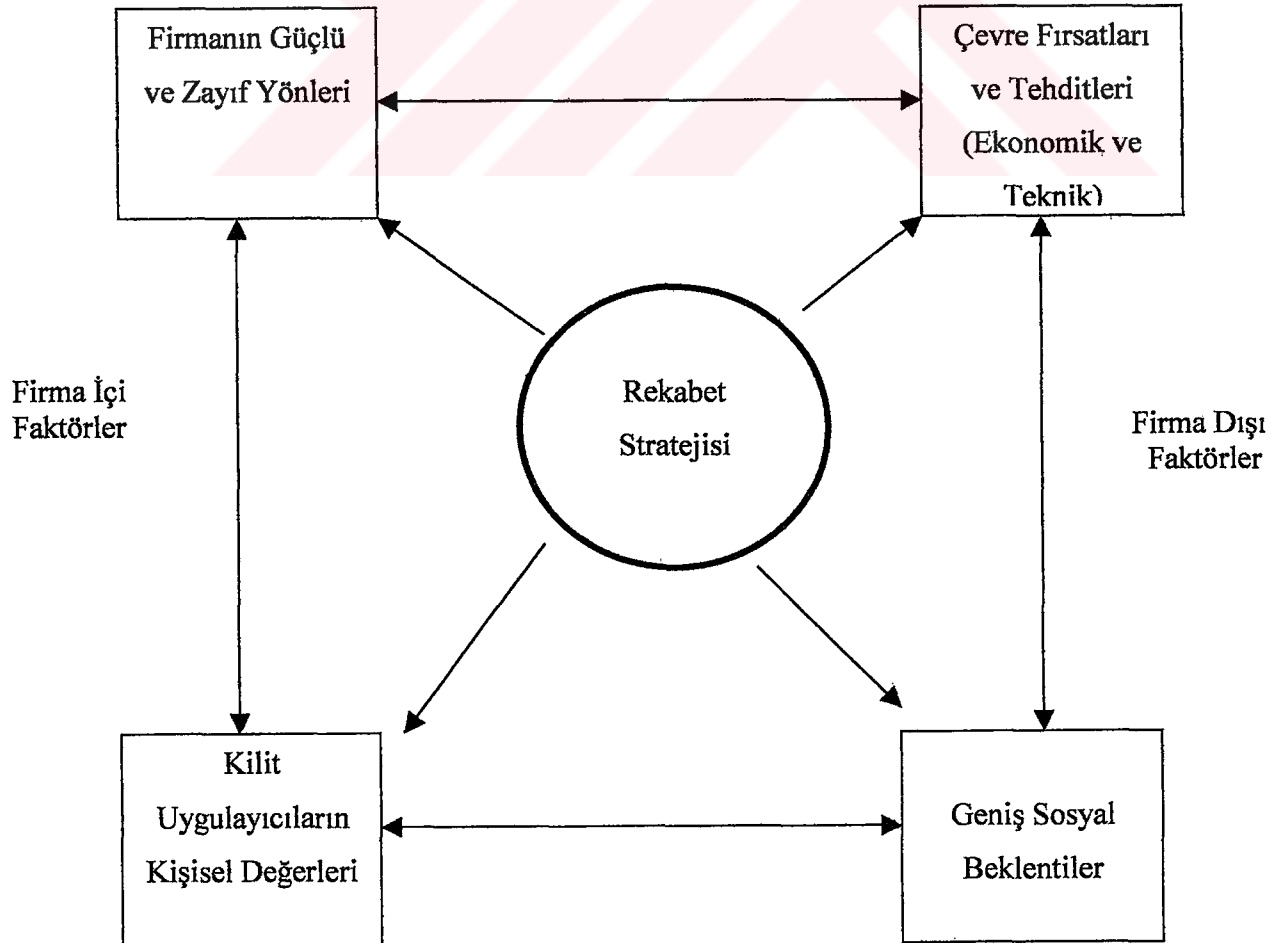 Firmanın Güçlü
ve Zayıf Yönleri
Çevre Fırsatları
ve Tehditleri
(Ekonomik ve
Teknik)
Firma İçi
Faktörler
Rekabet
Stratejisi
Firma Dışı
Faktörler
Kilit
Uygulayıcıların
Kişisel Değerleri
Geniş Sosyal
Beklentiler